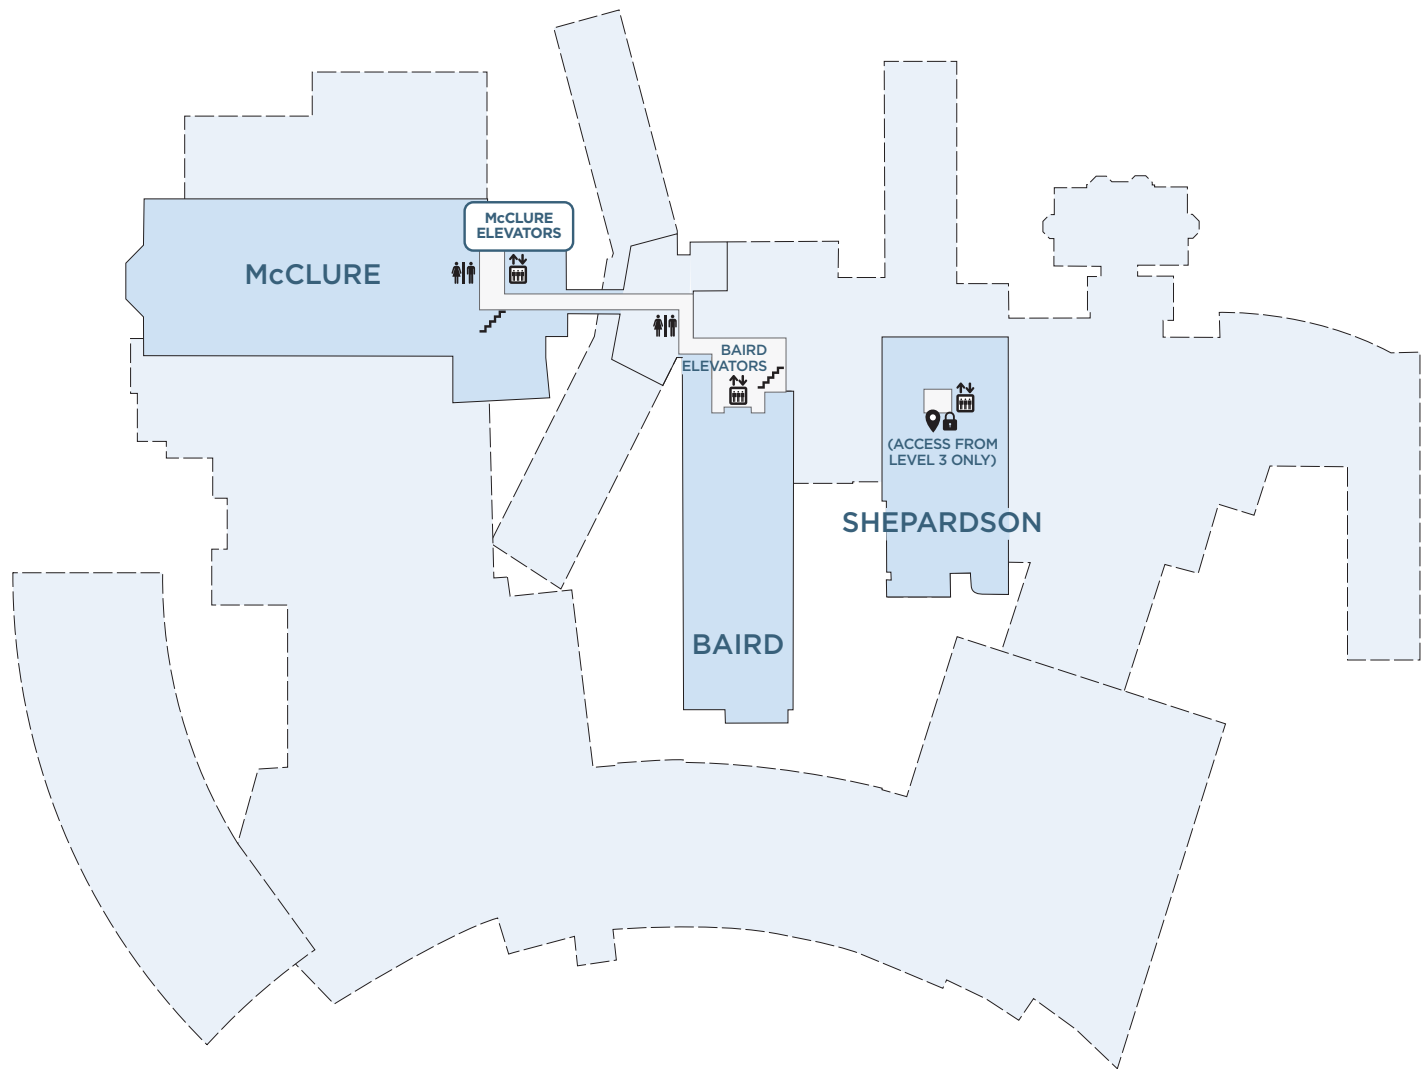 McCLURE
ELEVATORS
McCLURE
BAIRD
ELEVATORS
(ACCESS FROM
LEVEL 3 ONLY)
SHEPARDSON
BAIRD